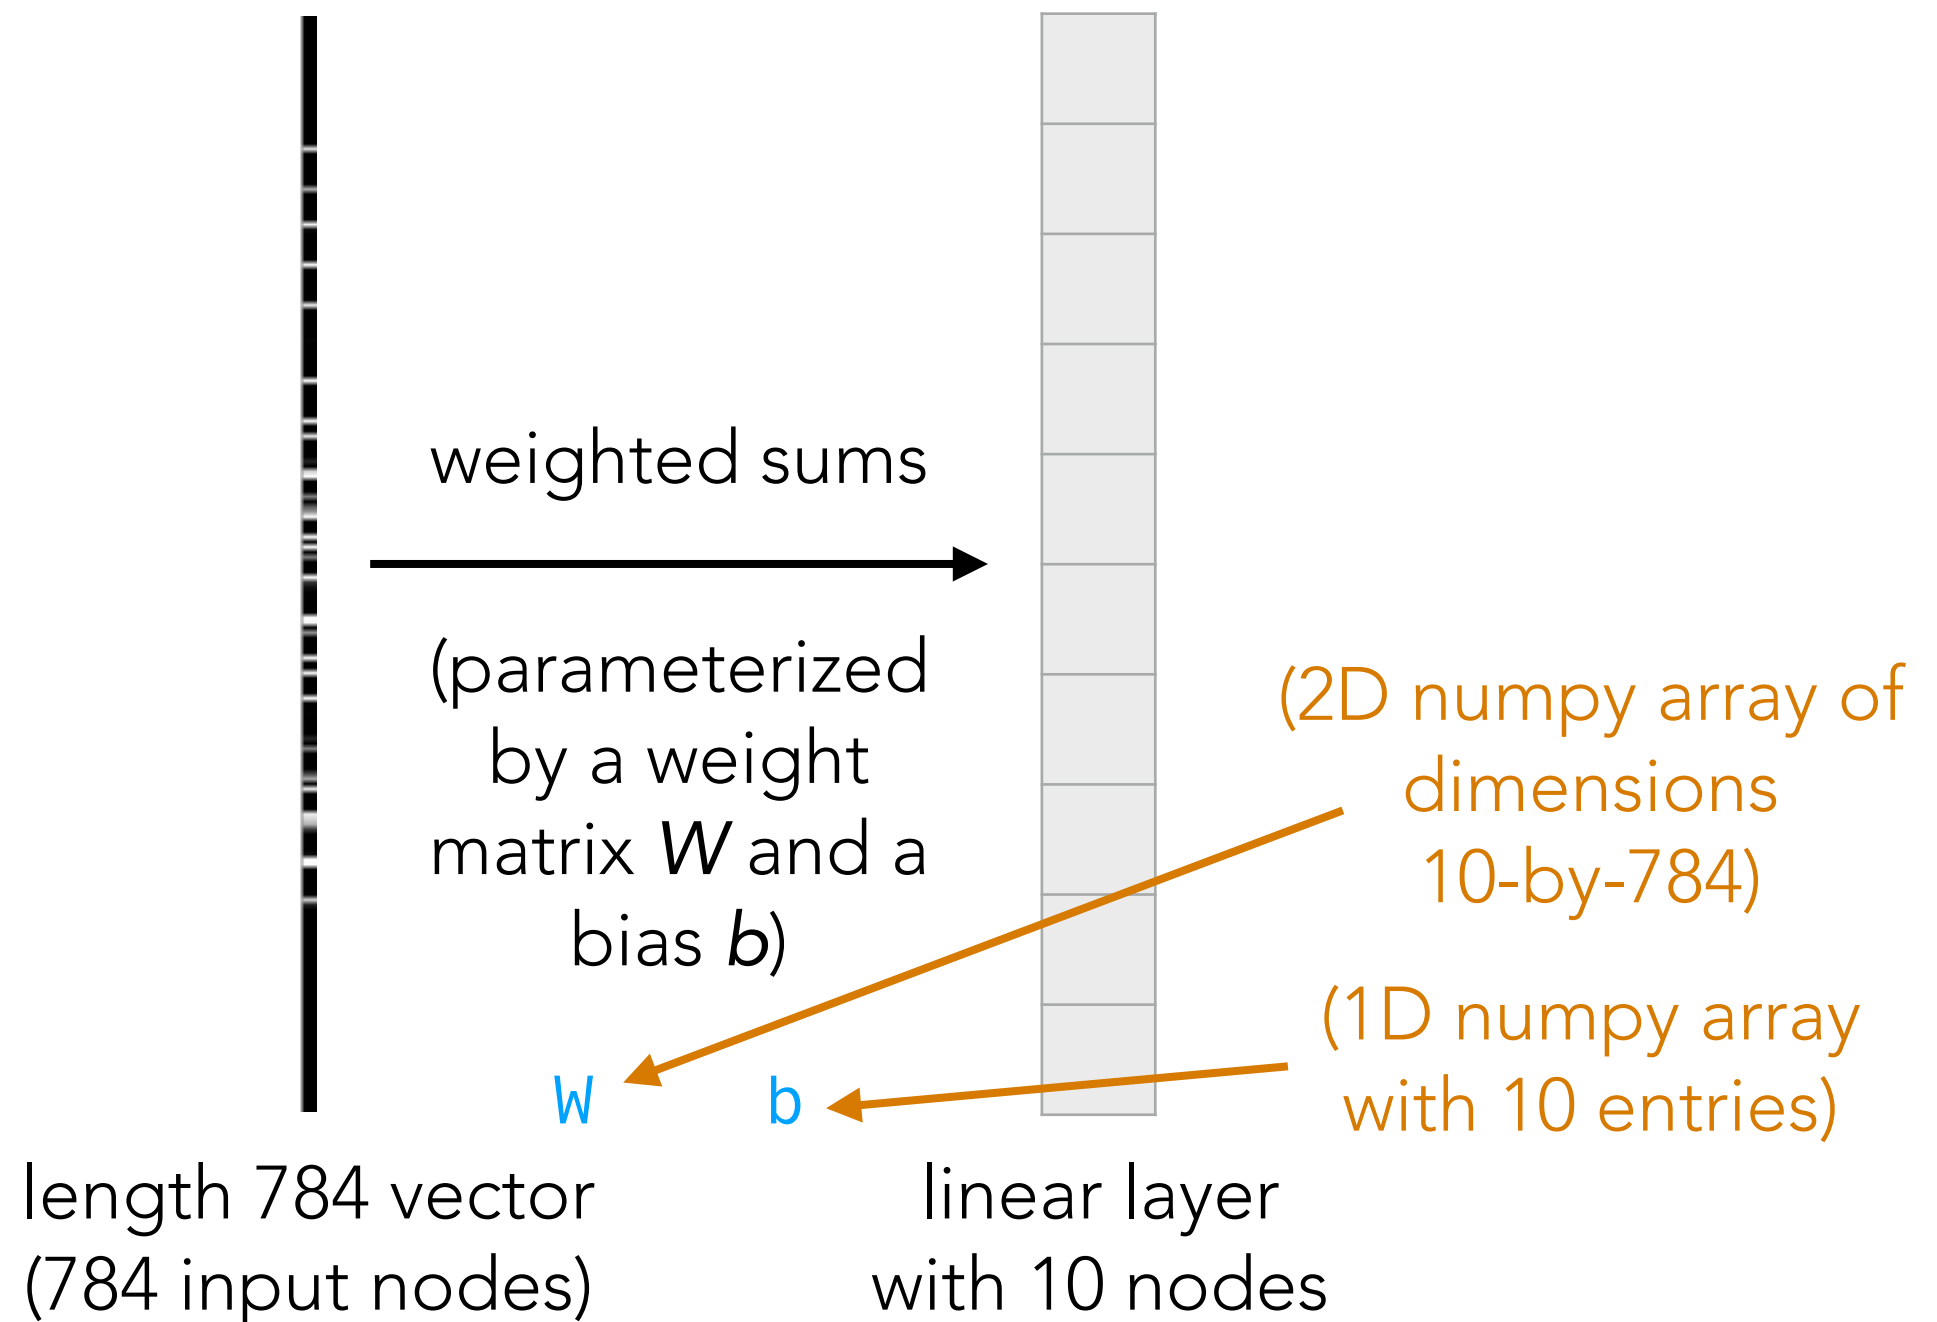 weighted sums
(parameterized
by a weight
matrix W and a
bias b)
(2D numpy array of
dimensions
10-by-784)
(1D numpy array
with 10 entries)
W
b
length 784 vector
(784 input nodes)
linear layer
with 10 nodes